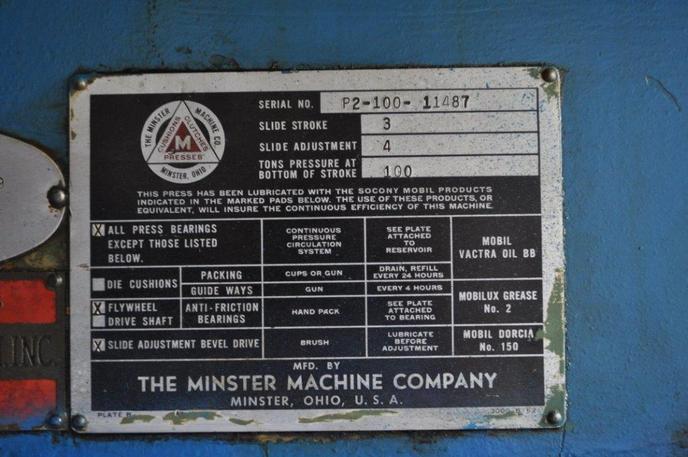 THE MINSTER MACHINE CO.
CUSHIONS CLUTCHES
M
PRESSES
MINSTER, OHIO
SERIAL NO. P2-100- 11487
SLIDE STROKE 3
SLIDE ADJUSTMENT 4
TONS PRESSURE AT
BOTTOM OF STROKE 100
THIS PRESS HAS BEEN LUBRICATED WITH THE SOCONY MOBIL PRODUCTS
INDICATED IN THE MARKED PADS BELOW. THE USE OF THESE PRODUCTS, OR
EQUIVALENT, WILL INSURE THE CONTINUOUS EFFICIENCY OF THIS MACHINE.
X ALL PRESS BEARINGS
EXCEPT THOSE LISTED
BELOW.
CONTINUOUS
PRESSURE
CIRCULATION
SYSTEM
SEE PLATE
ATTACHED
TO
RESERVOIR
MOBIL
VACTRA OIL BB
DIE CUSHIONS
PACKING
CUPS OR GUN
DRAIN, REFILL
EVERY 24 HOURS
GUIDE WAYS
GUN
EVERY 4 HOURS
MOBILUX GREASE
No. 2
X FLYWHEEL
DRIVE SHAFT
ANTI-FRICTION
BEARINGS
HAND PACK
SEE PLATE
ATTACHED
TO BEARING
X SLIDE ADJUSTMENT BEVEL DRIVE
BRUSH
LUBRICATE
BEFORE
ADJUSTMENT
MOBIL DORCIA
No. 150
MFD. BY
THE MINSTER MACHINE COMPANY
MINSTER, OHIO, U. S. A.
PLATE
INC.